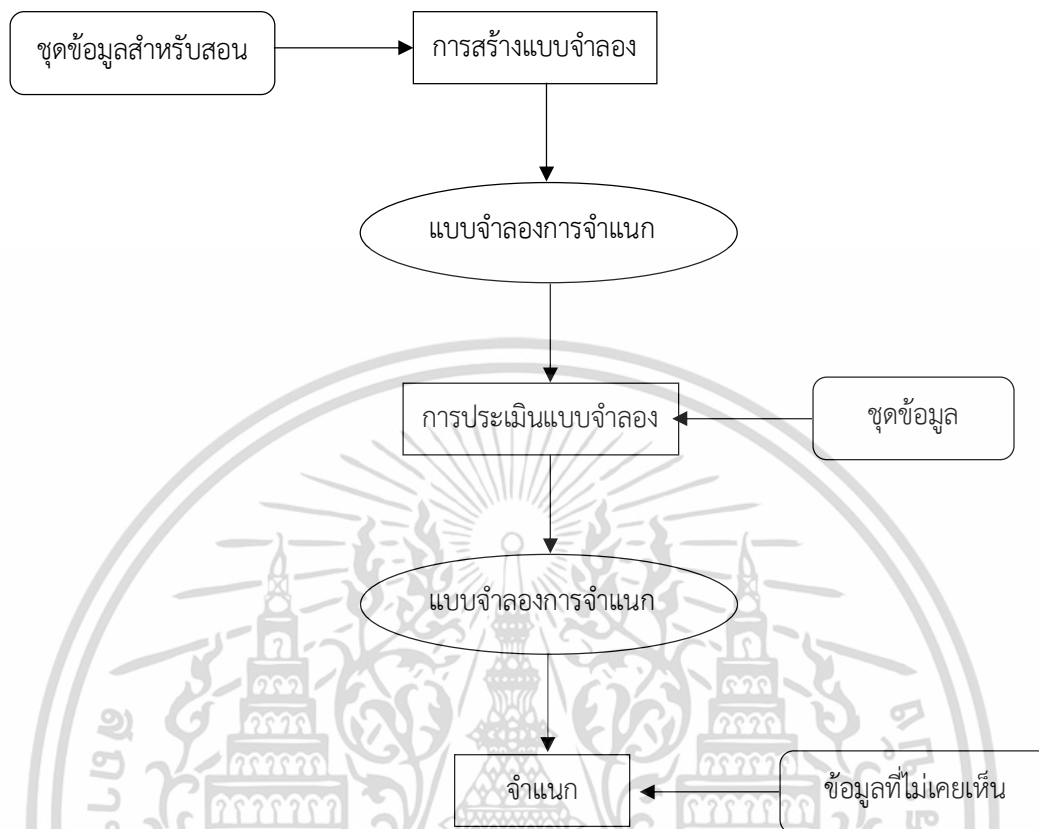 ชุดข้อมูลสำหรับสอน
การสร้างแบบจำลอง
แบบจำลองการจำแนก
การประเมินแบบจำลอง
ชุดข้อมูล
แบบจำลองการจำแนก
จำแนก
ข้อมูลที่ไม่เคยเห็น